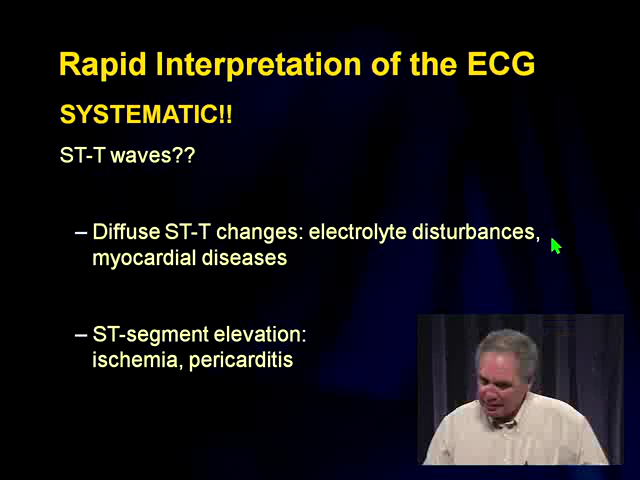 Rapid Interpretation of the ECG
SYSTEMATIC!!
ST-T waves??
– Diffuse ST-T changes: electrolyte disturbances,
myocardial diseases
– ST-segment elevation:
ischemia, pericarditis